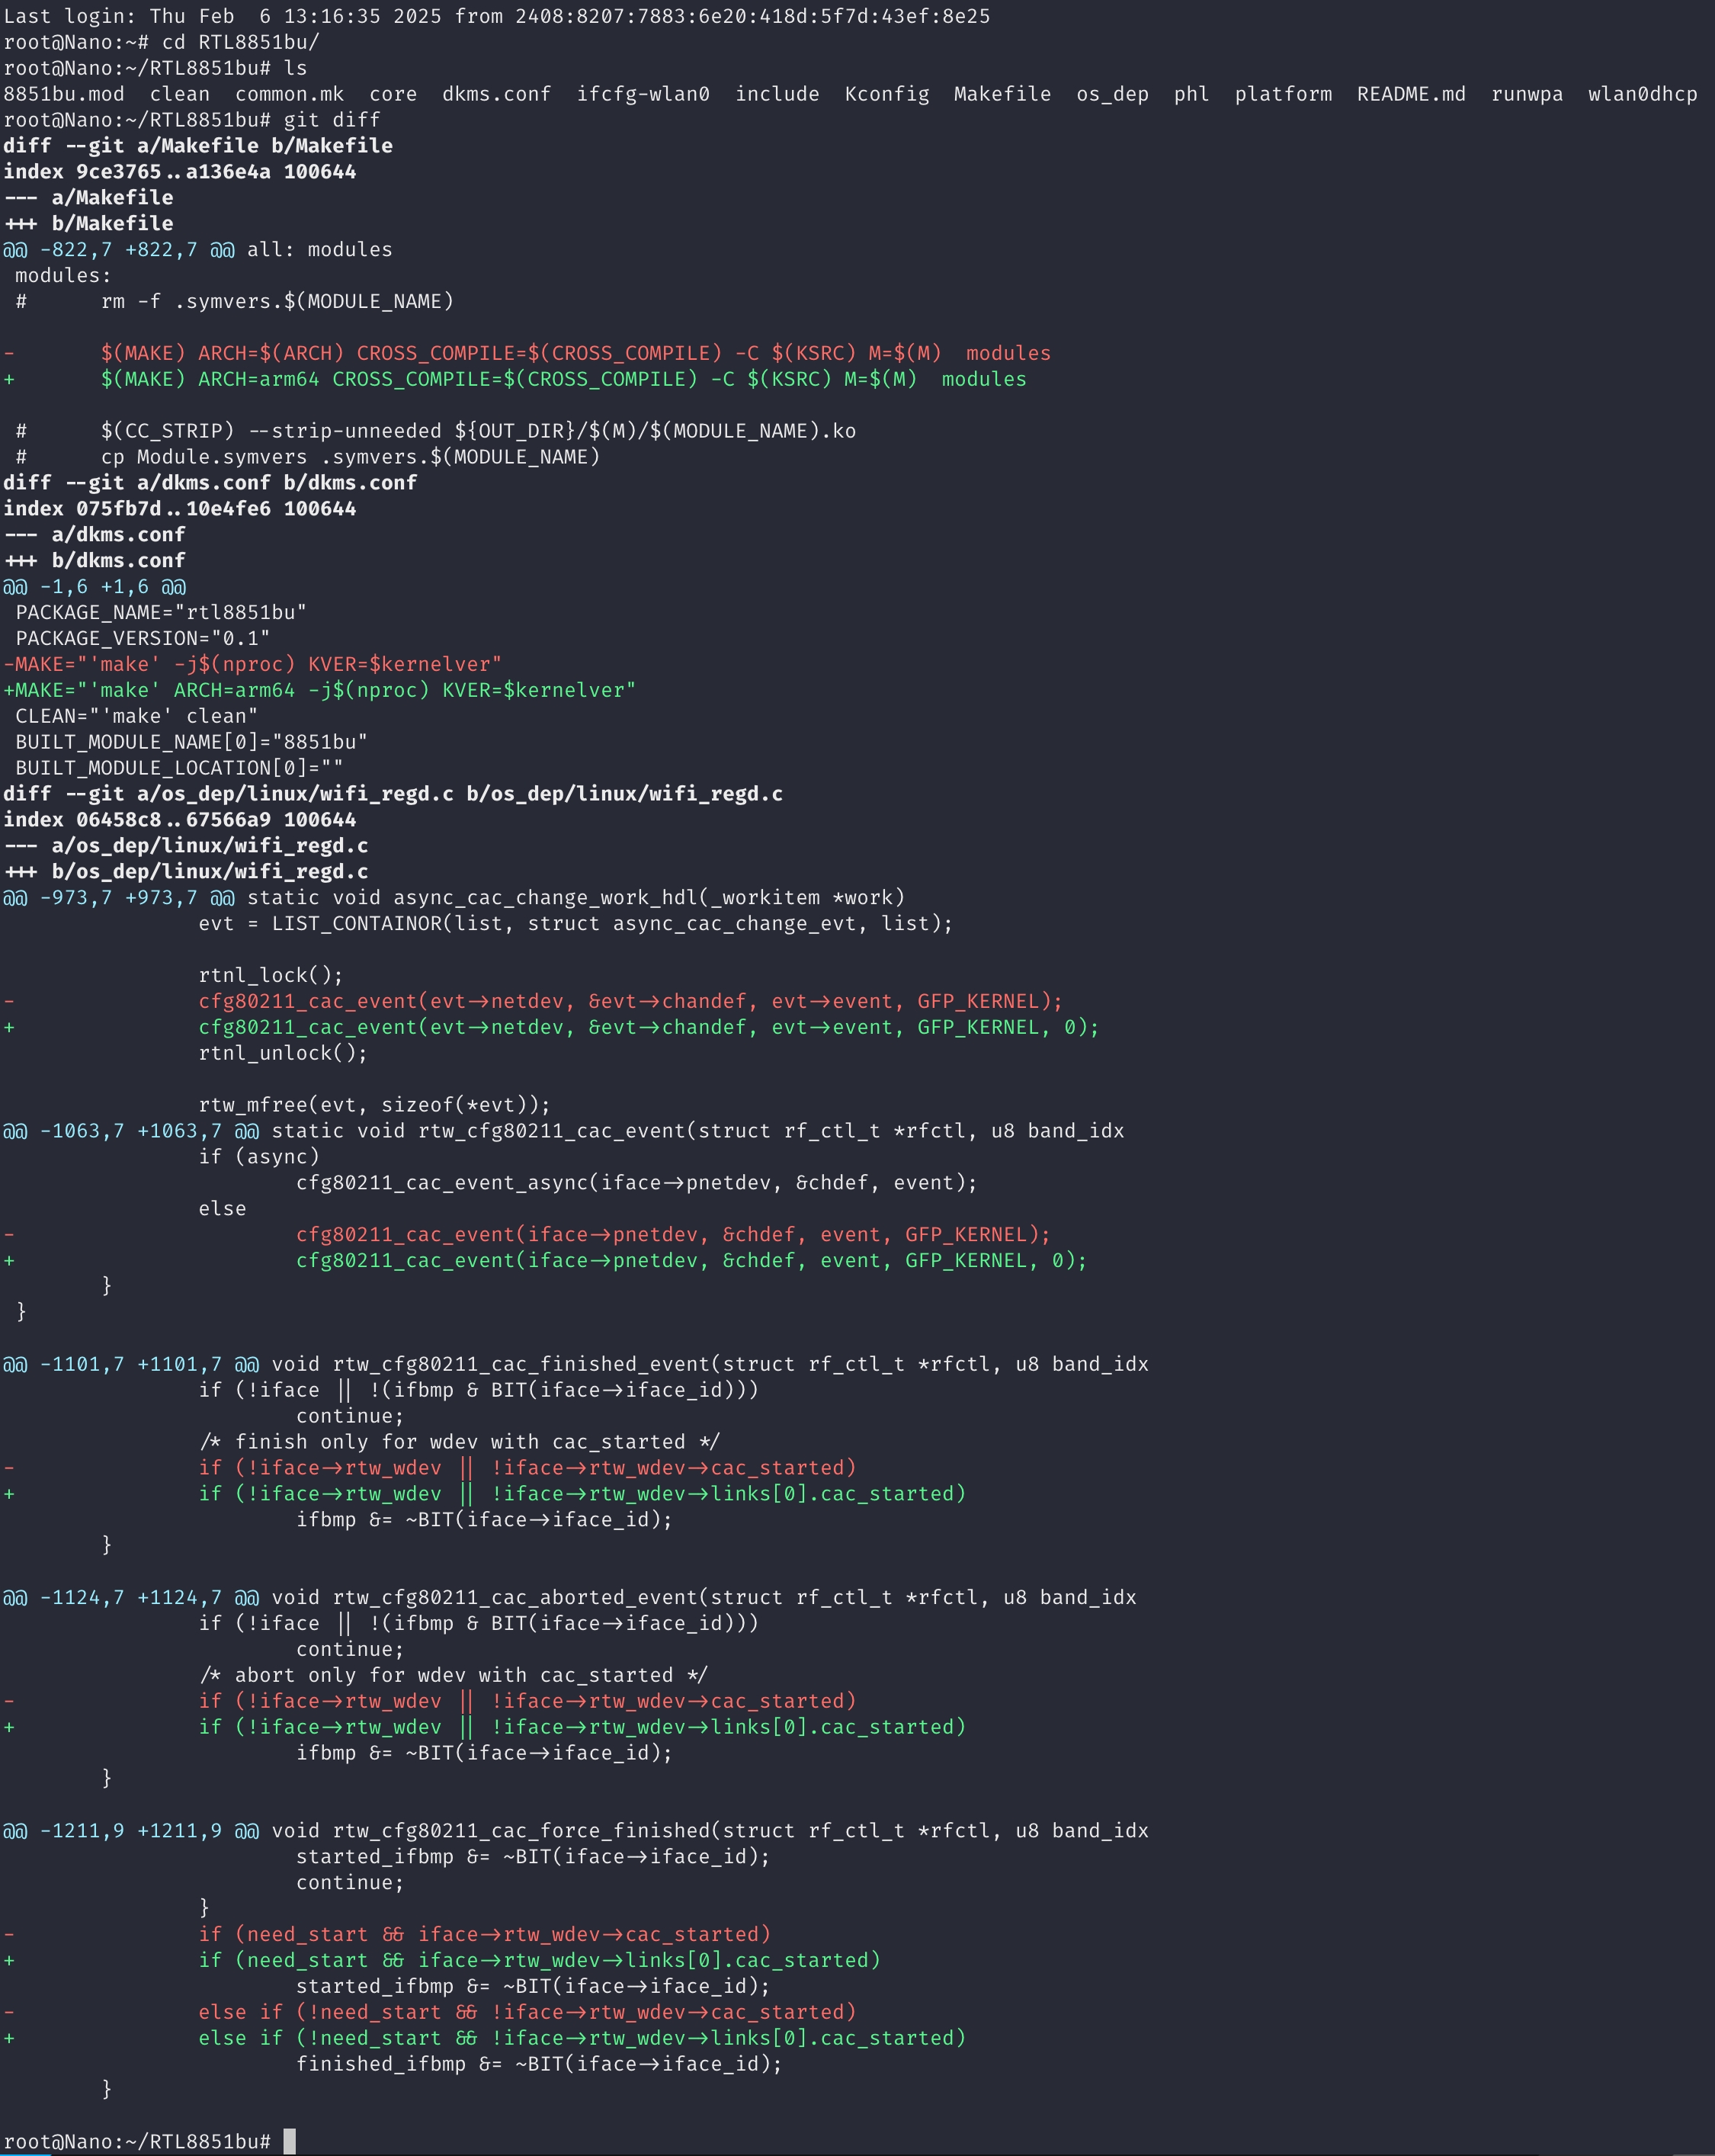 Last login: Thu Feb  6 13:16:35 2025 from 2408:8207:7883:6e20:418d:5f7d:43ef:8e25
root@Nano:~# cd RTL8851bu/
root@Nano:~/RTL8851bu# ls
8851bu.mod  clean  common.mk  core  dkms.conf  ifcfg-wlan0  include  Kconfig  Makefile  os_dep  phl  platform  README.md  runwpa  wlan0dhcp
root@Nano:~/RTL8851bu# git diff
diff --git a/Makefile b/Makefile
index 9ce3765..a136e4a 100644
--- a/Makefile
+++ b/Makefile
@@ -822,7 +822,7 @@ all: modules
 modules:
 #      rm -f .symvers.$(MODULE_NAME)
-       $(MAKE) ARCH=$(ARCH) CROSS_COMPILE=$(CROSS_COMPILE) -C $(KSRC) M=$(M)  modules
+       $(MAKE) ARCH=arm64 CROSS_COMPILE=$(CROSS_COMPILE) -C $(KSRC) M=$(M)  modules
 #      $(CC_STRIP) --strip-unneeded ${OUT_DIR}/$(M)/$(MODULE_NAME).ko
 #      cp Module.symvers .symvers.$(MODULE_NAME)
diff --git a/dkms.conf b/dkms.conf
index 075fb7d..10e4fe6 100644
--- a/dkms.conf
+++ b/dkms.conf
@@ -1,6 +1,6 @@
 PACKAGE_NAME="rtl8851bu"
 PACKAGE_VERSION="0.1"
-MAKE="'make' -j$(nproc) KVER=$kernelver"
+MAKE="'make' ARCH=arm64 -j$(nproc) KVER=$kernelver"
 CLEAN="'make' clean"
 BUILT_MODULE_NAME[0]="8851bu"
 BUILT_MODULE_LOCATION[0]=""
diff --git a/os_dep/linux/wifi_regd.c b/os_dep/linux/wifi_regd.c
index 06458c8..67566a9 100644
--- a/os_dep/linux/wifi_regd.c
+++ b/os_dep/linux/wifi_regd.c
@@ -973,7 +973,7 @@ static void async_cac_change_work_hdl(_workitem *work)
                evt = LIST_CONTAINOR(list, struct async_cac_change_evt, list);
                rtnl_lock();
-               cfg80211_cac_event(evt->netdev, &evt->chandef, evt->event, GFP_KERNEL);
+               cfg80211_cac_event(evt->netdev, &evt->chandef, evt->event, GFP_KERNEL, 0);
                rtnl_unlock();
                rtw_mfree(evt, sizeof(*evt));
@@ -1063,7 +1063,7 @@ static void rtw_cfg80211_cac_event(struct rf_ctl_t *rfctl, u8 band_idx
                if (async)
                        cfg80211_cac_event_async(iface->pnetdev, &chdef, event);
                else
-                       cfg80211_cac_event(iface->pnetdev, &chdef, event, GFP_KERNEL);
+                       cfg80211_cac_event(iface->pnetdev, &chdef, event, GFP_KERNEL, 0);
        }
 }
@@ -1101,7 +1101,7 @@ void rtw_cfg80211_cac_finished_event(struct rf_ctl_t *rfctl, u8 band_idx
                if (!iface || !(ifbmp & BIT(iface->iface_id)))
                        continue;
                /* finish only for wdev with cac_started */
-               if (!iface->rtw_wdev || !iface->rtw_wdev->cac_started)
+               if (!iface->rtw_wdev || !iface->rtw_wdev->links[0].cac_started)
                        ifbmp &= ~BIT(iface->iface_id);
        }
@@ -1124,7 +1124,7 @@ void rtw_cfg80211_cac_aborted_event(struct rf_ctl_t *rfctl, u8 band_idx
                if (!iface || !(ifbmp & BIT(iface->iface_id)))
                        continue;
                /* abort only for wdev with cac_started */
-               if (!iface->rtw_wdev || !iface->rtw_wdev->cac_started)
+               if (!iface->rtw_wdev || !iface->rtw_wdev->links[0].cac_started)
                        ifbmp &= ~BIT(iface->iface_id);
        }
@@ -1211,9 +1211,9 @@ void rtw_cfg80211_cac_force_finished(struct rf_ctl_t *rfctl, u8 band_idx
                        started_ifbmp &= ~BIT(iface->iface_id);
                        continue;
                }
-               if (need_start && iface->rtw_wdev->cac_started)
+               if (need_start && iface->rtw_wdev->links[0].cac_started)
                        started_ifbmp &= ~BIT(iface->iface_id);
-               else if (!need_start && !iface->rtw_wdev->cac_started)
+               else if (!need_start && !iface->rtw_wdev->links[0].cac_started)
                        finished_ifbmp &= ~BIT(iface->iface_id);
        }
root@Nano:~/RTL8851bu#